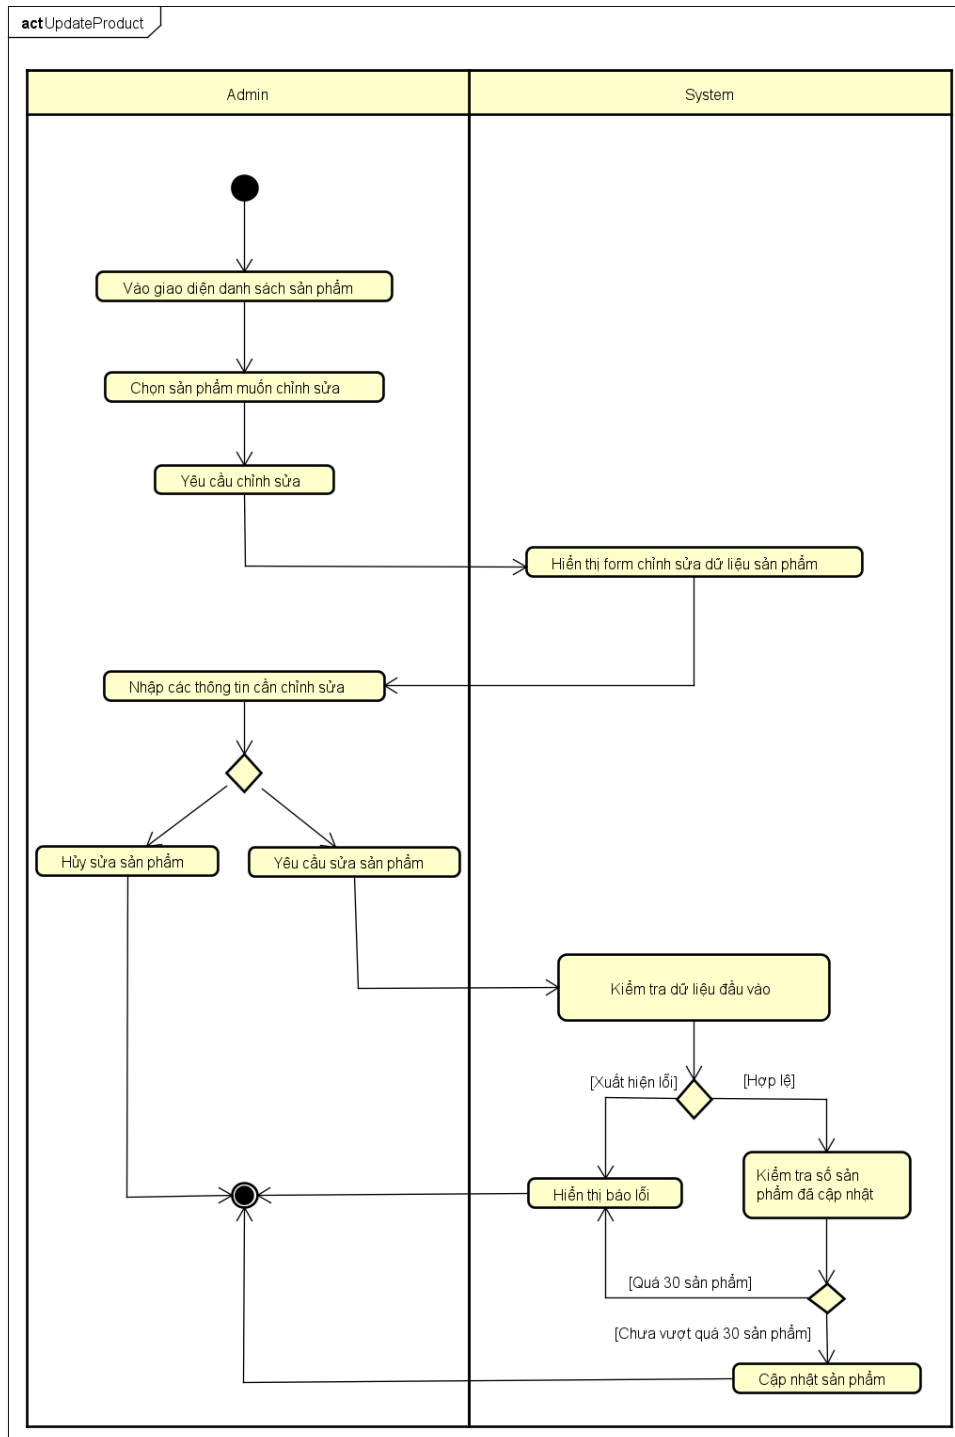 act UpdateProduct
Admin
System
Vào giao diện danh sách sản phẩm
Chọn sản phẩm muốn chỉnh sửa
Yêu cầu chỉnh sửa
Hiển thị form chỉnh sửa dữ liệu sản phẩm
Nhập các thông tin cần chỉnh sửa
Hủy sửa sản phẩm
Yêu cầu sửa sản phẩm
Kiểm tra dữ liệu đầu vào
[Xuất hiện lỗi]
[Hợp lệ]
Kiểm tra số sản
phẩm đã cập nhật
Hiển thị báo lỗi
[Quá 30 sản phẩm]
[Chưa vượt quá 30 sản phẩm]
Cập nhật sản phẩm